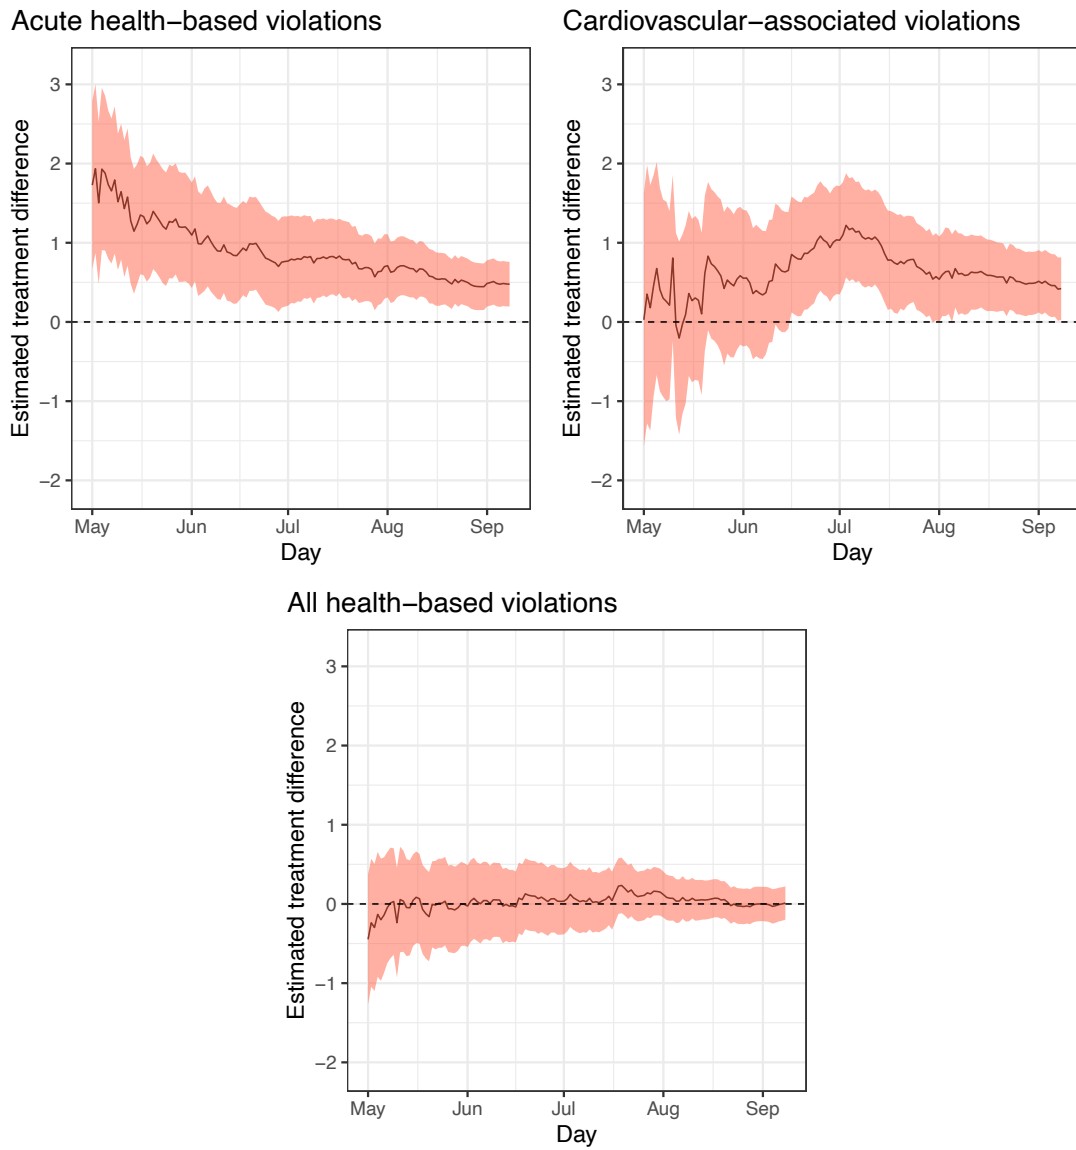 Acute health−based violations
Estimated treatment difference
3
2
1
0
−1
−2
May Jun Jul Aug Sep
Day
Cardiovascular−associated violations
Estimated treatment difference
3
2
1
0
−1
−2
May Jun Jul Aug Sep
Day
All health−based violations
Estimated treatment difference
3
2
1
0
−1
−2
May Jun Jul Aug Sep
Day